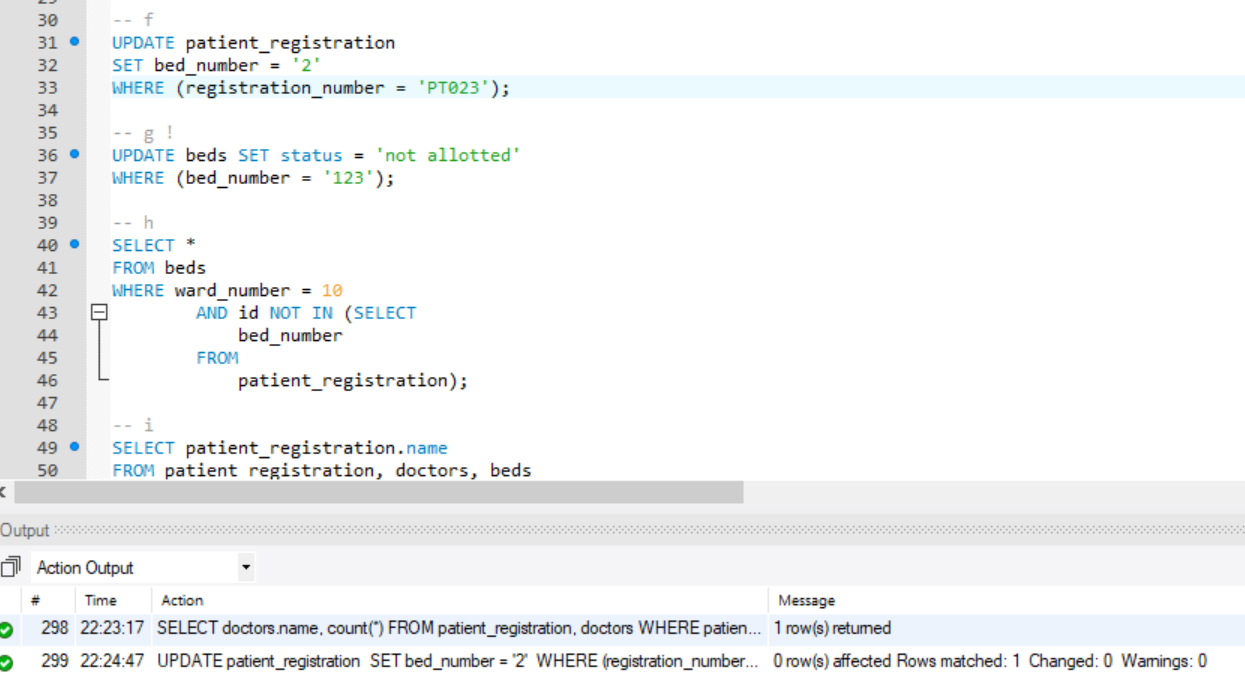 29
30 -- f
31 UPDATE patient_registration
32 SET bed_number = '2'
33 WHERE (registration_number = 'PT023');
34
35 -- g !
36 UPDATE beds SET status = 'not allotted'
37 WHERE (bed_number = '123');
38
39 -- h
40 SELECT *
41 FROM beds
42 WHERE ward_number = 10
43 AND id NOT IN (SELECT
44 bed_number
45 FROM
46 patient_registration);
47
48 -- i
49 SELECT patient_registration.name
50 FROM patient registration, doctors, beds
Output
Action Output
# Time Action Message
298 22:23:17 SELECT doctors.name, count(*) FROM patient_registration, doctors WHERE patien... 1 row(s) returned
299 22:24:47 UPDATE patient_registration SET bed_number = '2' WHERE (registration_number... 0 row(s) affected Rows matched: 1 Changed: 0 Warnings: 0